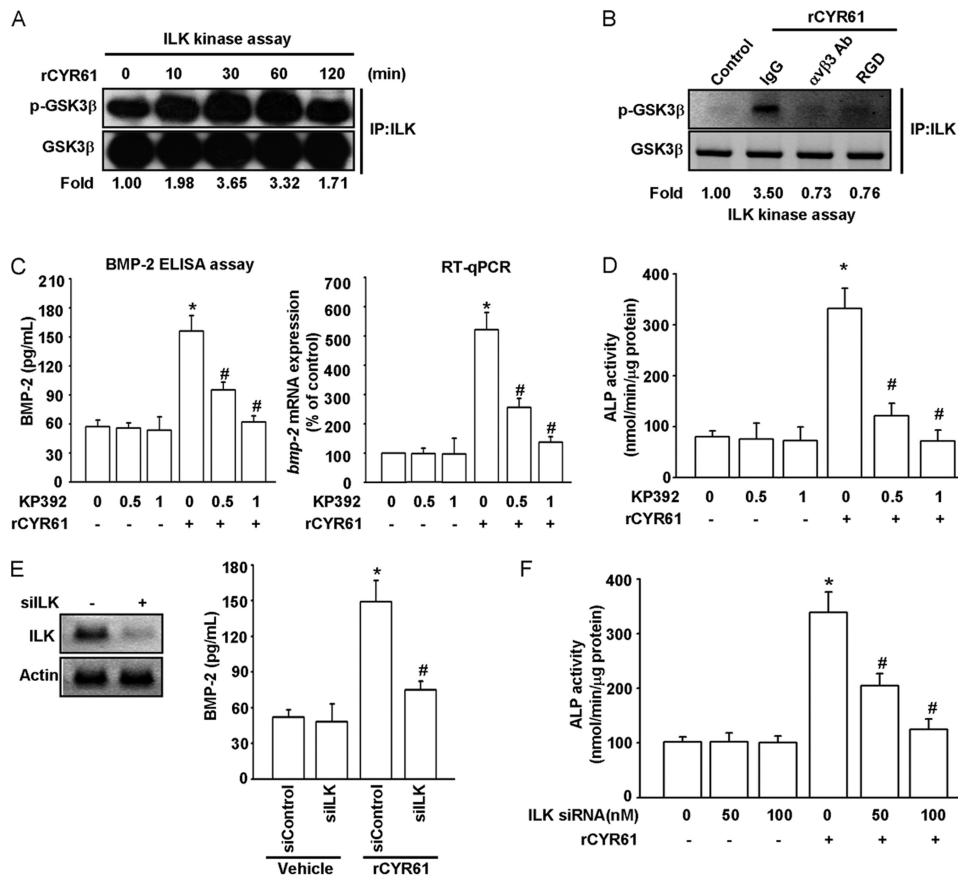 A
ILK kinase assay
rCYR61 0 10 30 60 120 (min)
p-GSK3β
GSK3β
IP:ILK
Fold 1.00 1.98 3.65 3.32 1.71
B
rCYR61
Control IgG αvβ3 Ab RGD
p-GSK3β
GSK3β
IP:ILK
Fold 1.00 3.50 0.73 0.76
ILK kinase assay
C
BMP-2 ELISA assay
BMP-2 (pg/mL)
210
180
150
120
90
60
30
0
*
#
#
KP392 0 0.5 1 0 0.5 1
rCYR61 - - - + + +
RT-qPCR
bmp-2 mRNA expression
(% of control)
700
600
500
400
300
200
100
0
*
#
#
0 0.5 1 0 0.5 1
- - - + + +
D
ALP activity
(nmol/min/μg protein)
400
300
200
100
0
*
#
#
KP392 0 0.5 1 0 0.5 1
rCYR61 - - - + + +
E
siILK - +
ILK
Actin
BMP-2 (pg/mL)
180
150
90
60
30
0
*
#
siControl siILK siControl siILK
Vehicle rCYR61
F
ALP activity
(nmol/min/μg protein)
400
300
200
100
0
*
#
#
ILK siRNA(nM) 0 50 100 0 50 100
rCYR61 - - - + + +